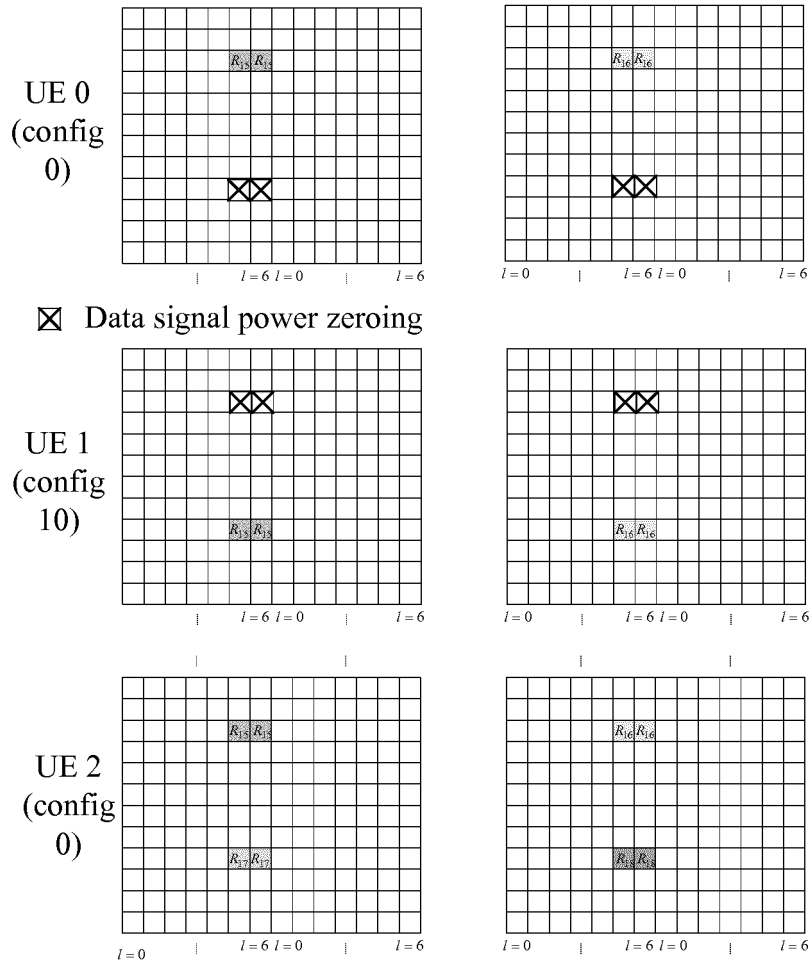 R15 R15
R16 R16
UE 0
(config
0)
l = 6 l = 0 l = 6
l = 0 l = 6 l = 0 l = 6
Data signal power zeroing
UE 1
(config
10)
R15 R15
R16 R16
l = 6 l = 0 l = 6
l = 0 l = 6 l = 0 l = 6
R15 R15
R16 R16
UE 2
(config
0)
R17 R17
R18 R18
l = 0 l = 6 l = 0 l = 6
l = 0 l = 6 l = 0 l = 6